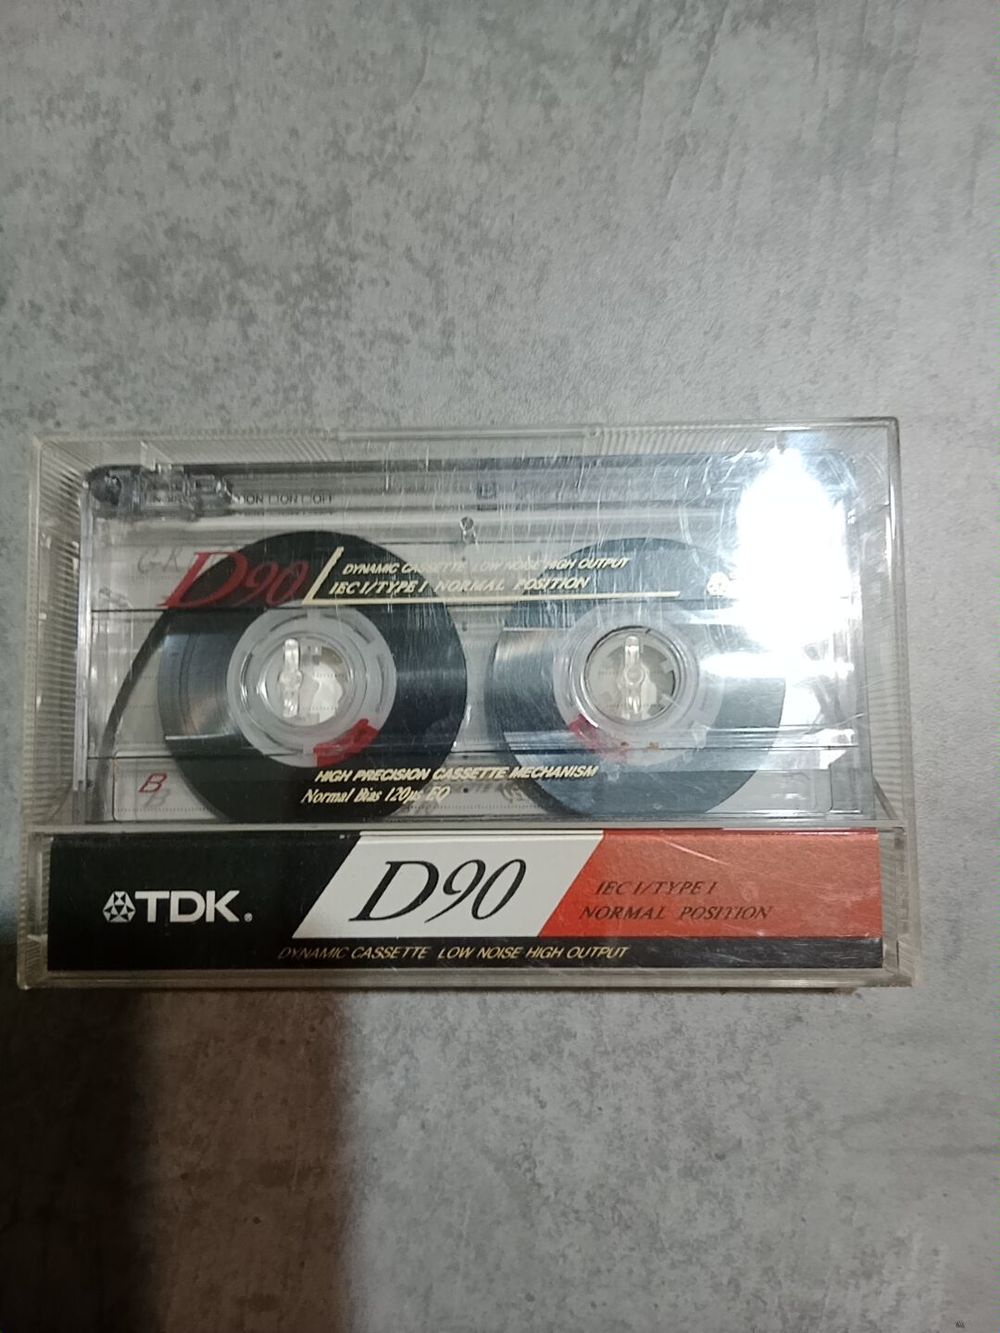 D90
DYNAMIC CASSETTE LOW NOISE HIGH OUTPUT
IEC I/TYPE I NORMAL POSITION
B
HIGH PRECISION CASSETTE MECHANISM
Normal Bias 120µs EQ
TDK®
D90
IEC I/TYPE I
NORMAL POSITION
DYNAMIC CASSETTE LOW NOISE HIGH OUTPUT